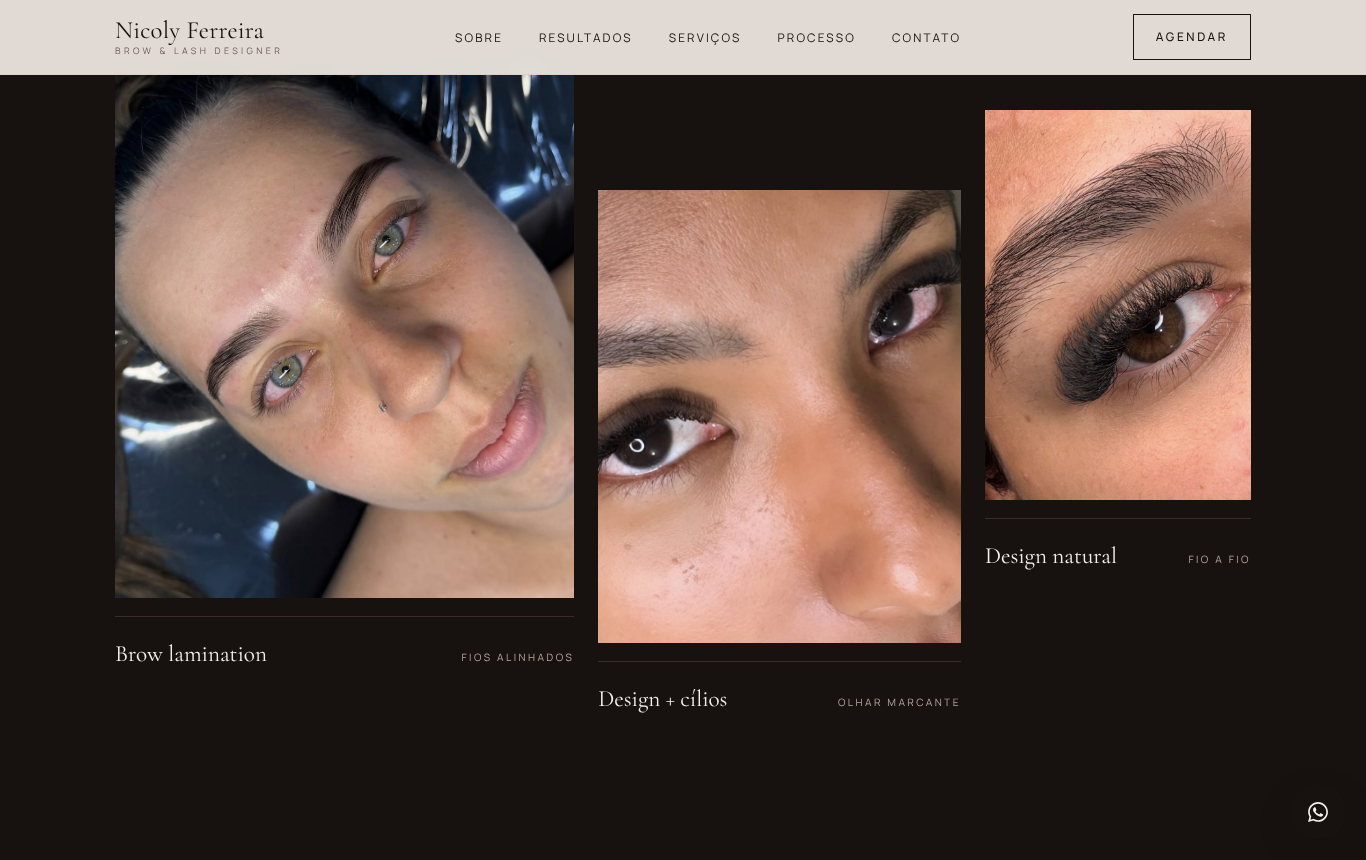 Nicoly Ferreira
BROW & LASH DESIGNER
SOBRE
RESULTADOS
SERVIÇOS
PROCESSO
CONTATO
AGENDAR
Brow lamination
FIOS ALINHADOS
Design + cílios
OLHAR MARCANTE
Design natural
FIO A FIO